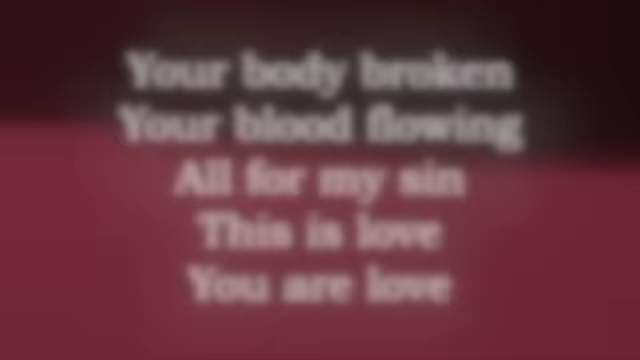 Your body broken
Your blood flowing
All for my sin
This is love
You are love